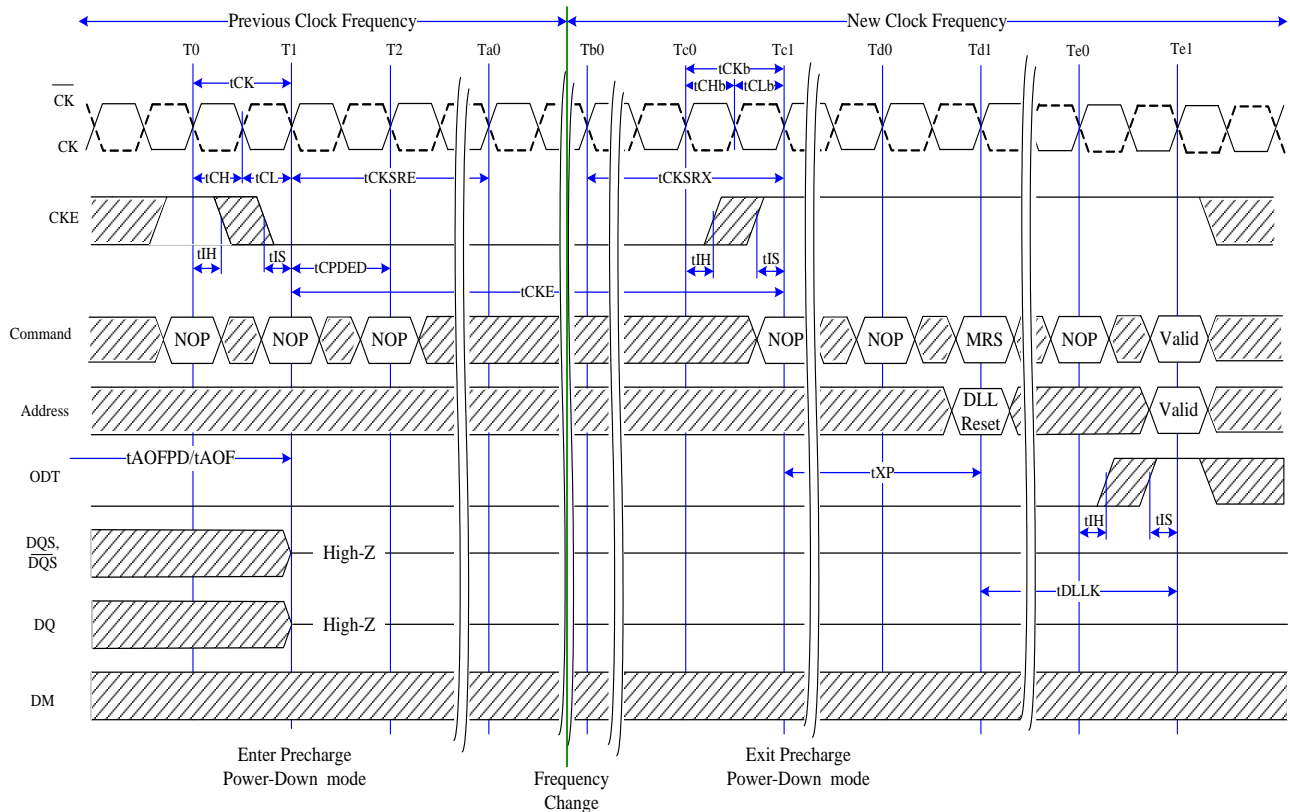 Previous Clock Frequency New Clock Frequency
T0 T1 T2 Ta0 Tb0 Tc0 Tc1 Td0 Td1 Te0 Te1
tCK tCKb
tCHb tCLb
CK
CK
tCH tCL tCKSRE tCKSRX
CKE
tIH tIS tCPDED tIH tIS
tCKE
Command NOP NOP NOP NOP NOP MRS NOP Valid
Address DLL Reset Valid
tAOFPD/tAOF
ODT tXP
tIH tIS
DQS,
DQS High-Z
tDLLK
DQ High-Z
DM
Enter Precharge
Power-Down mode
Frequency
Change
Exit Precharge
Power-Down mode